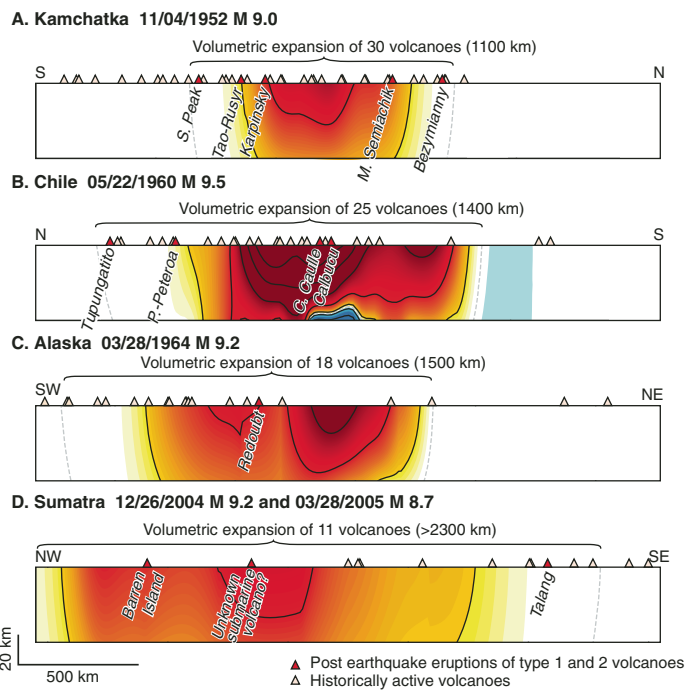 A. Kamchatka 11/04/1952 M 9.0
Volumetric expansion of 30 volcanoes (1100 km)
S
N
S. Peak
Tao-Rusyr
Karpinsky
M. Semiachik
Bezymianny
B. Chile 05/22/1960 M 9.5
Volumetric expansion of 25 volcanoes (1400 km)
N
S
Tupungatito
P.-Peteroa
C. Caulle
Calbucu
C. Alaska 03/28/1964 M 9.2
Volumetric expansion of 18 volcanoes (1500 km)
SW
NE
Redoubt
D. Sumatra 12/26/2004 M 9.2 and 03/28/2005 M 8.7
Volumetric expansion of 11 volcanoes (>2300 km)
NW
SE
Barren
Island
Unknown
submarine
volcano?
Talang
20 km
500 km
Post earthquake eruptions of type 1 and 2 volcanoes
Historically active volcanoes